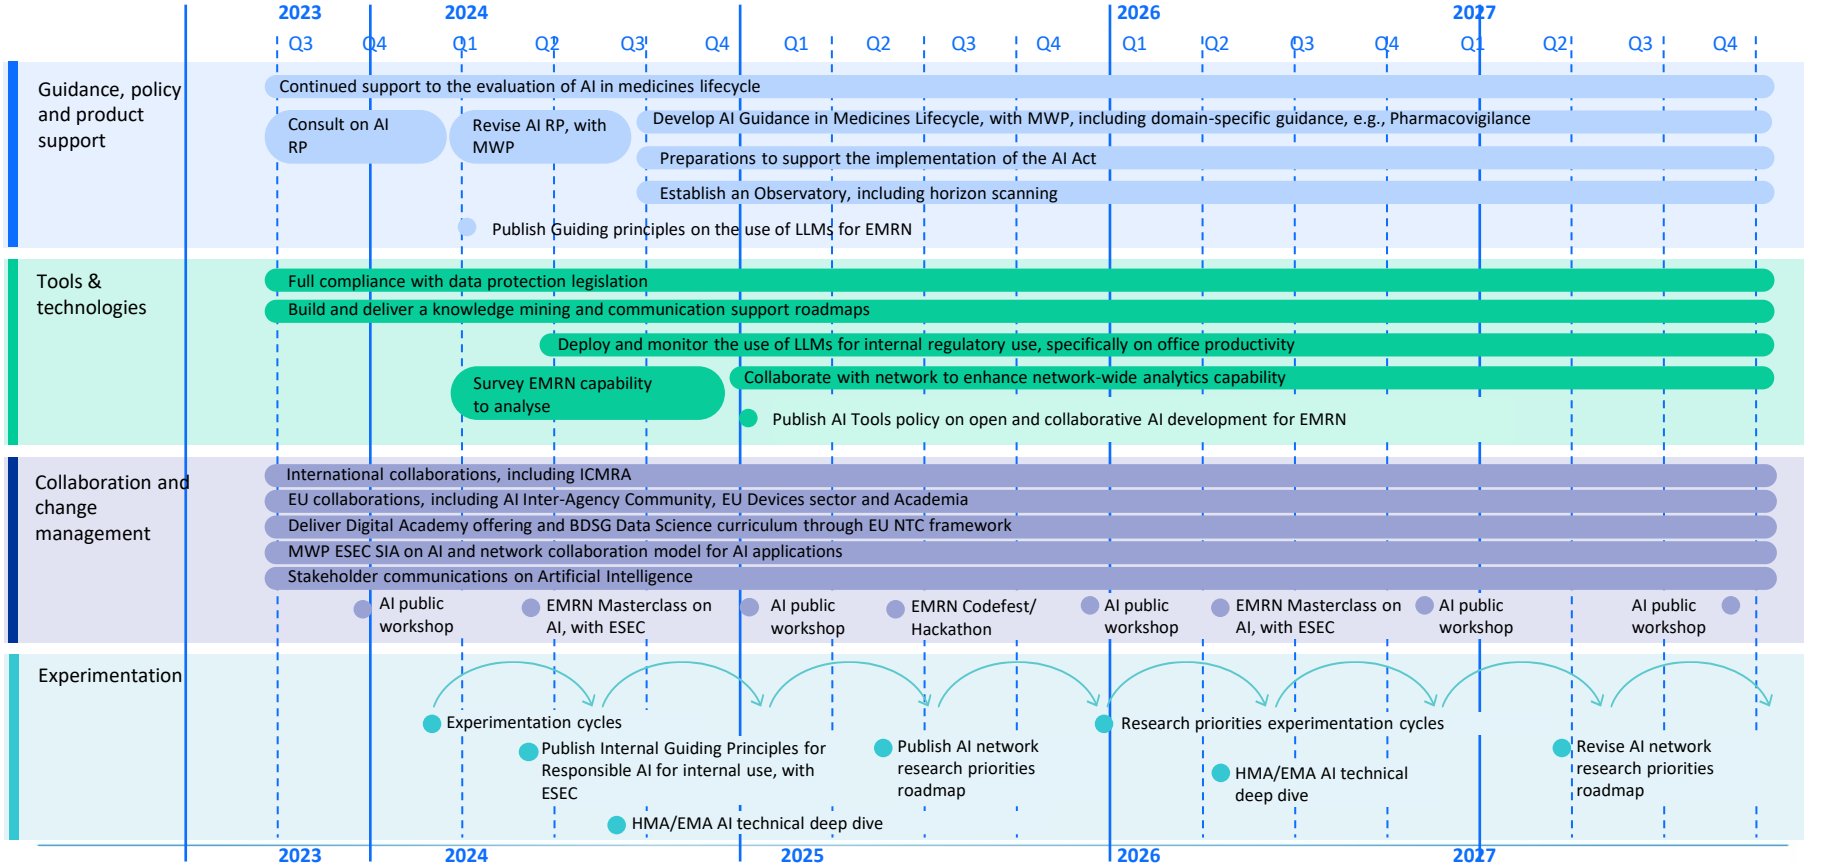 2023
2024
2026
2027
Q3
Q4
Q1
Q2
Q3
Q4
Q1
Q2
Q3
Q4
Q1
Q2
Q3
Q4
Q1
Q2
Q3
Q4
Guidance, policy
and product
support
Continued support to the evaluation of AI in medicines lifecycle
Consult on AI
RP
Revise AI RP, with
MWP
Develop AI Guidance in Medicines Lifecycle, with MWP, including domain-specific guidance, e.g., Pharmacovigilance
Preparations to support the implementation of the AI Act
Establish an Observatory, including horizon scanning
Publish Guiding principles on the use of LLMs for EMRN
Tools &
technologies
Full compliance with data protection legislation
Build and deliver a knowledge mining and communication support roadmaps
Deploy and monitor the use of LLMs for internal regulatory use, specifically on office productivity
Survey EMRN capability
to analyse
Collaborate with network to enhance network-wide analytics capability
Publish AI Tools policy on open and collaborative AI development for EMRN
Collaboration and
change
management
International collaborations, including ICMRA
EU collaborations, including AI Inter-Agency Community, EU Devices sector and Academia
Deliver Digital Academy offering and BDSG Data Science curriculum through EU NTC framework
MWP ESEC SIA on AI and network collaboration model for AI applications
Stakeholder communications on Artificial Intelligence
AI public
workshop
EMRN Masterclass on
AI, with ESEC
AI public
workshop
EMRN Codefest/
Hackathon
AI public
workshop
EMRN Masterclass on
AI, with ESEC
AI public
workshop
AI public
workshop
Experimentation
Experimentation cycles
Publish Internal Guiding Principles for
Responsible AI for internal use, with
ESEC
HMA/EMA AI technical deep dive
Publish AI network
research priorities
roadmap
Research priorities experimentation cycles
HMA/EMA AI technical
deep dive
Revise AI network
research priorities
roadmap
2023
2024
2025
2026
2027